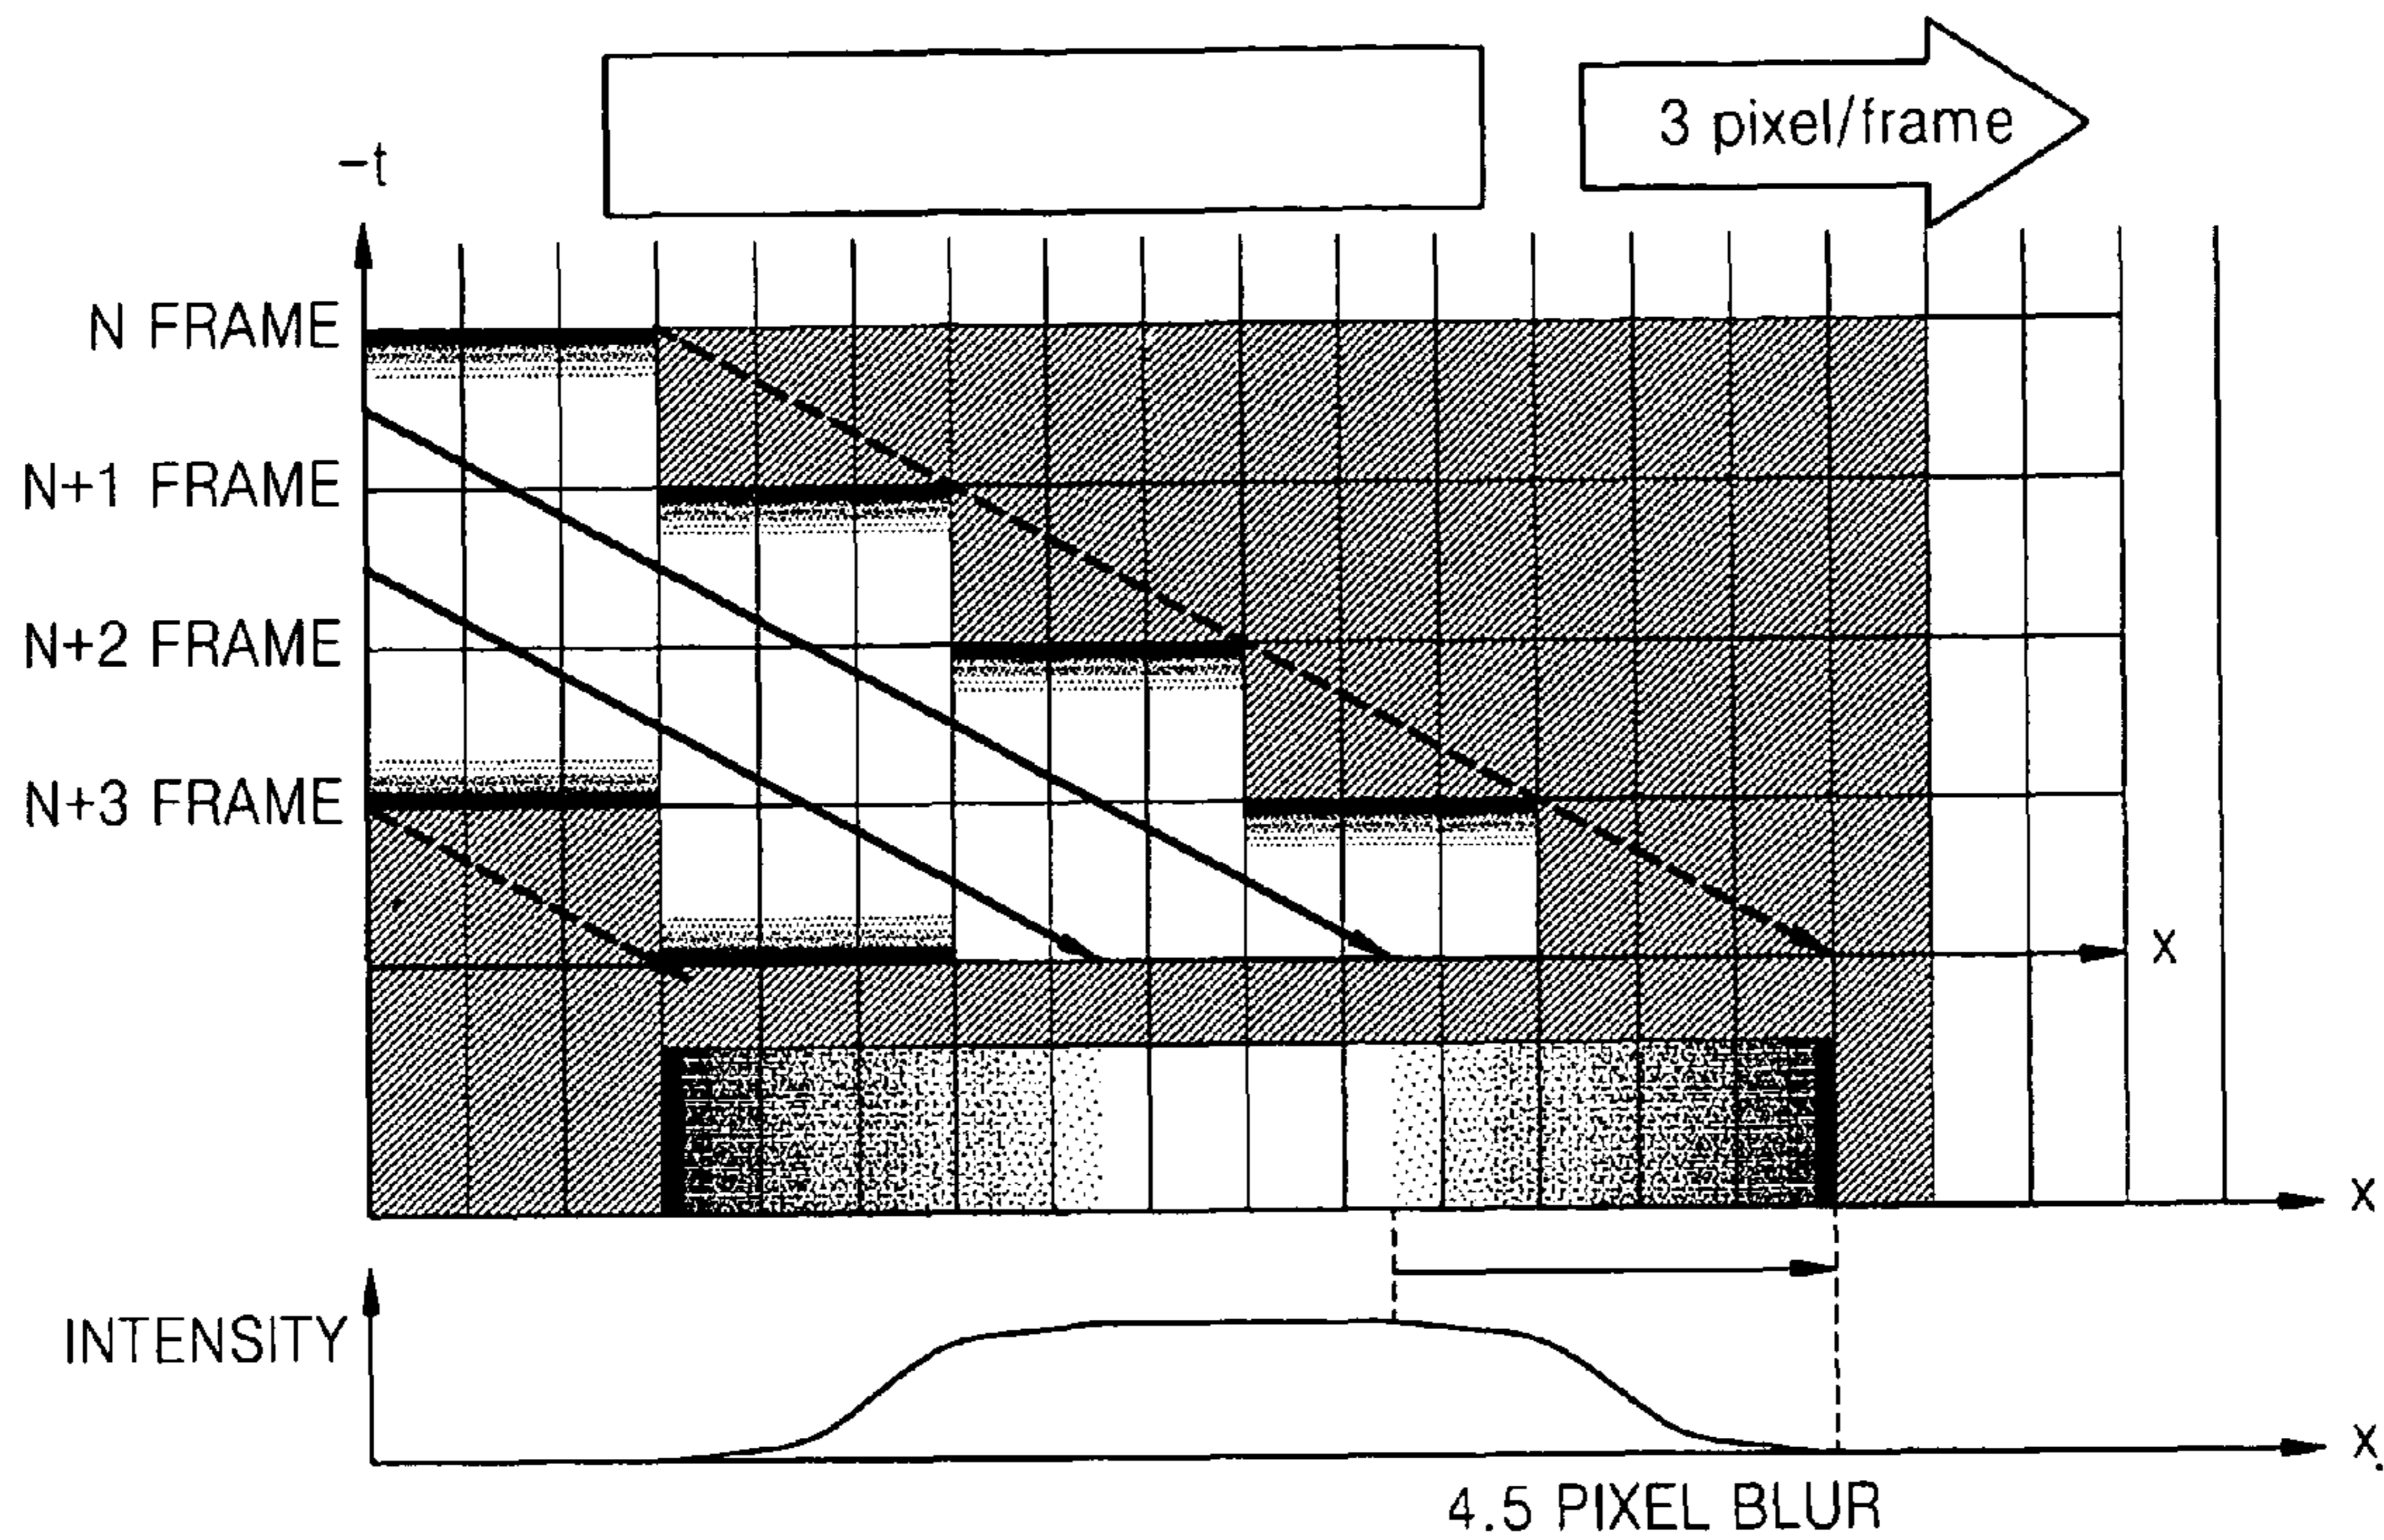 3 pixel/frame
-t
N FRAME
N+1 FRAME
N+2 FRAME
N+3 FRAME
x
x
INTENSITY
x
4.5 PIXEL BLUR